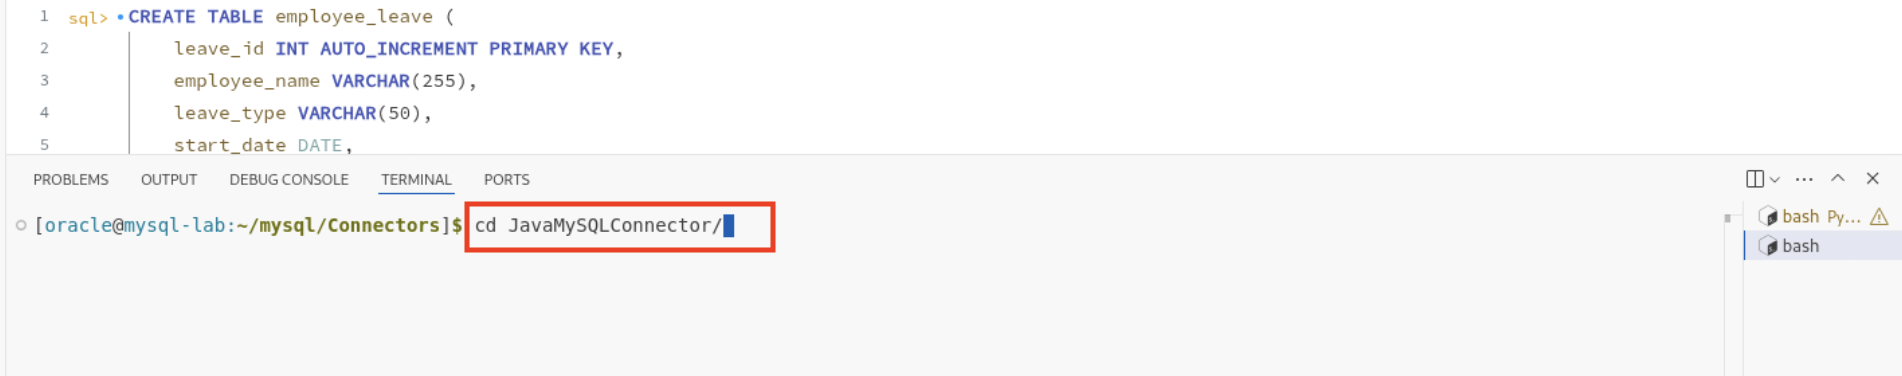 1 sql> CREATE TABLE employee_leave (
2 leave_id INT AUTO_INCREMENT PRIMARY KEY,
3 employee_name VARCHAR(255),
4 leave_type VARCHAR(50),
5 start_date DATE,
PROBLEMS OUTPUT DEBUG CONSOLE TERMINAL PORTS
[oracle@mysql-lab:~/mysql/Connectors]$ cd JavaMySQLConnector/
bash Py...
bash